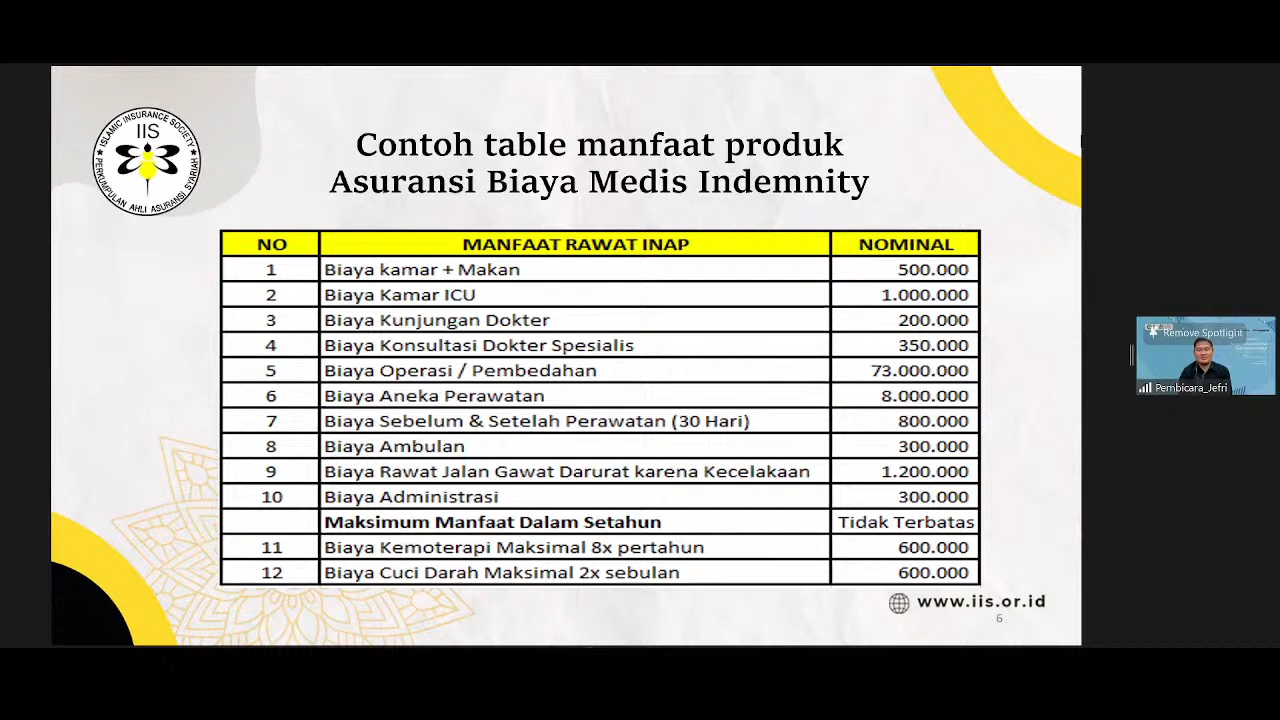 ISLAMIC INSURANCE SOCIETY
IIS
PERKUMPULAN AHLI ASURANSI SYARIAH
Contoh table manfaat produk
Asuransi Biaya Medis Indemnity
NO MANFAAT RAWAT INAP NOMINAL
1 Biaya kamar + Makan 500.000
2 Biaya Kamar ICU 1.000.000
3 Biaya Kunjungan Dokter 200.000
4 Biaya Konsultasi Dokter Spesialis 350.000
5 Biaya Operasi / Pembedahan 73.000.000
6 Biaya Aneka Perawatan 8.000.000
7 Biaya Sebelum & Setelah Perawatan (30 Hari) 800.000
8 Biaya Ambulan 300.000
9 Biaya Rawat Jalan Gawat Darurat karena Kecelakaan 1.200.000
10 Biaya Administrasi 300.000
Maksimum Manfaat Dalam Setahun Tidak Terbatas
11 Biaya Kemoterapi Maksimal 8x pertahun 600.000
12 Biaya Cuci Darah Maksimal 2x sebulan 600.000
www.iis.or.id
6
Remove Spotlight
Pembicara_Jefri